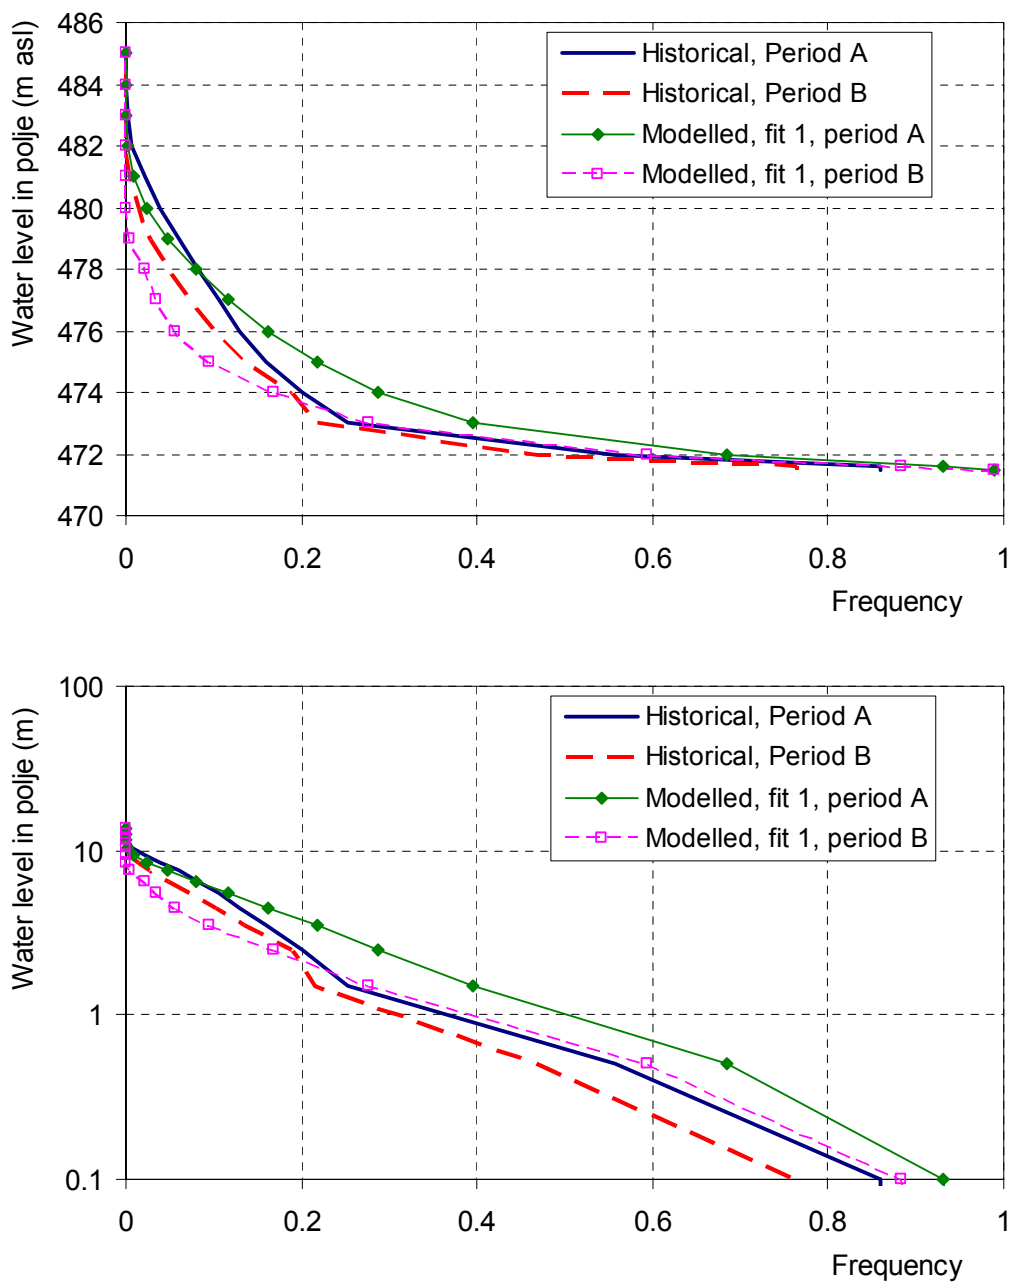 Water level in polje (m asl)
486
484
482
480
478
476
474
472
470
Historical, Period A
Historical, Period B
Modelled, fit 1, period A
Modelled, fit 1, period B
0 0.2 0.4 0.6 0.8 1
Frequency
Water level in polje (m)
100
10
1
0.1
Historical, Period A
Historical, Period B
Modelled, fit 1, period A
Modelled, fit 1, period B
0 0.2 0.4 0.6 0.8 1
Frequency